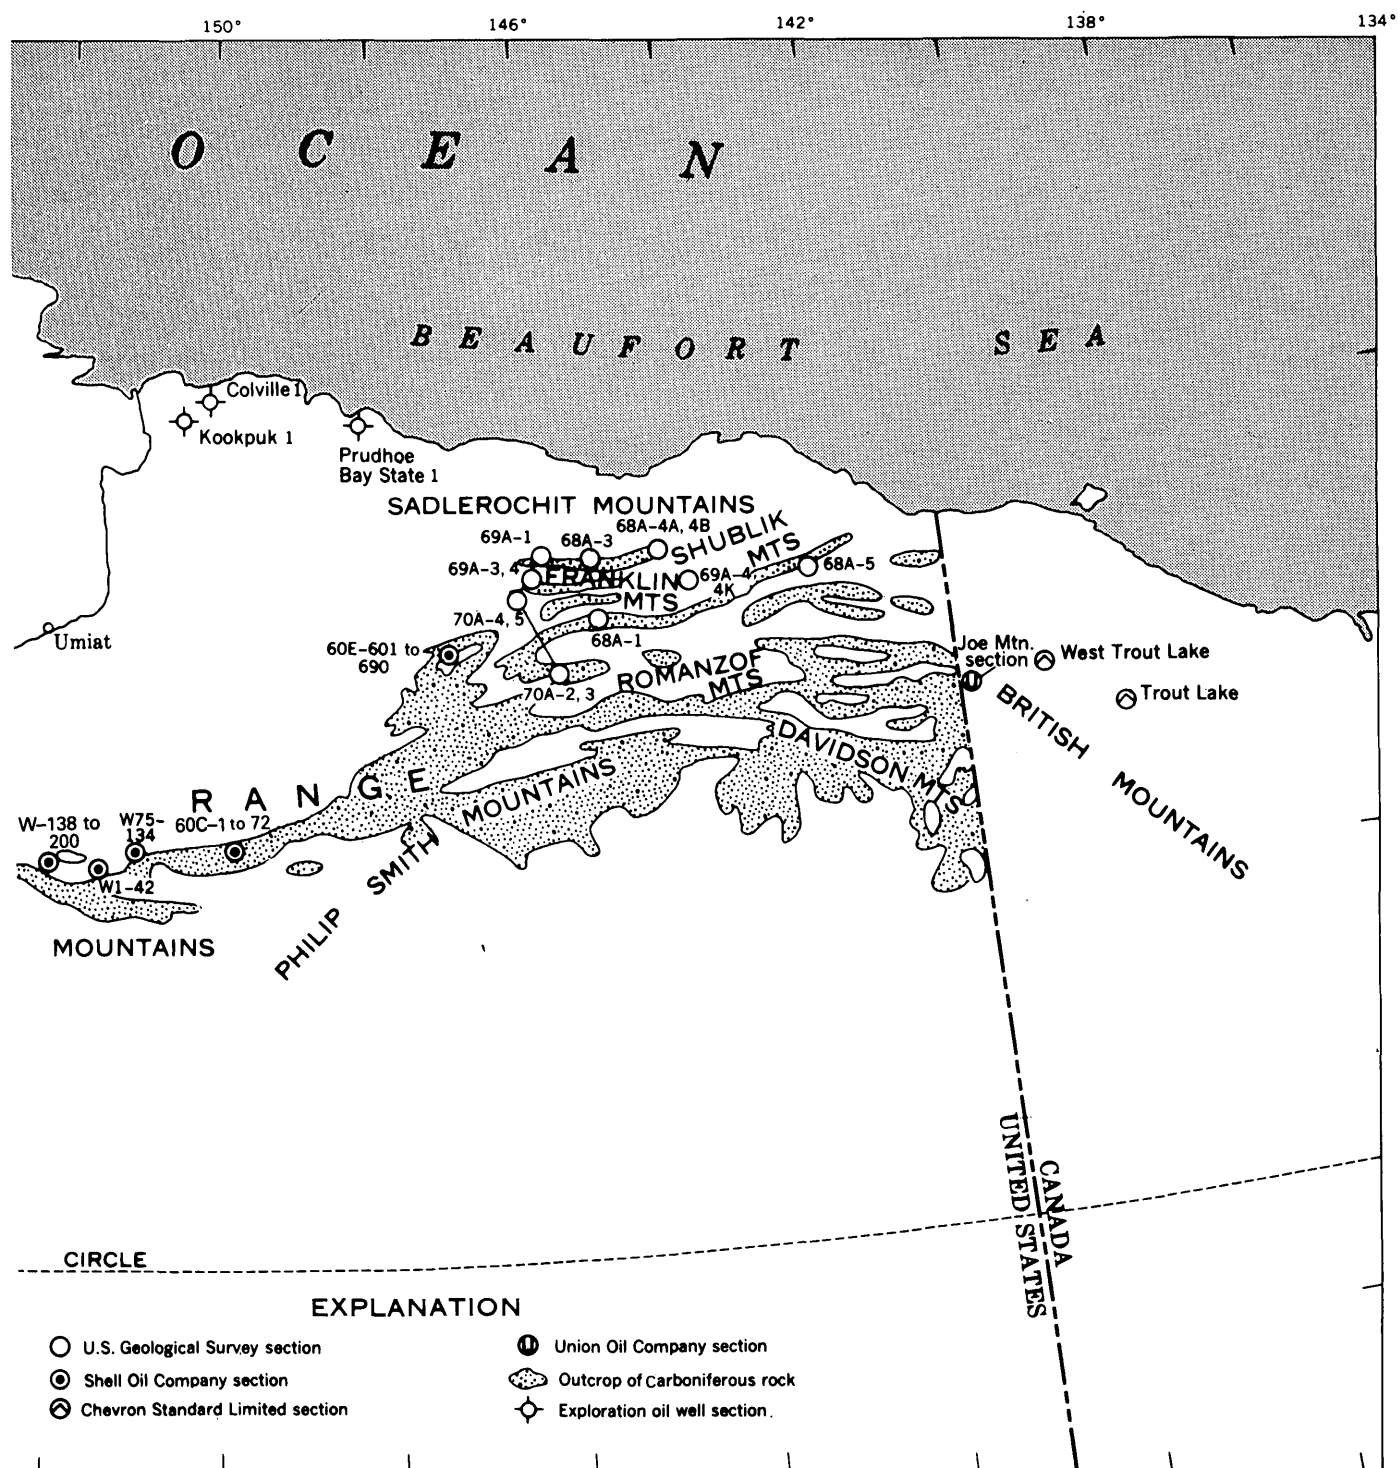 150° 146° 142° 138° 134°
OCEAN
BEAUFORT SEA
Colville 1
Kookpuk 1
Prudhoe
Bay State 1
SADLEROCHIT MOUNTAINS
68A-4A, 4B
69A-1
68A-3
SHUBLIK
MTS
69A-3, 4
FRANKLIN
MTS
69A-4
4K
68A-5
70A-4, 5
68A-1
Umiat
60E-601 to
690
Joe Mtn.
section
West Trout Lake
ROMANZOF
MTS
70A-2, 3
Trout Lake
BRITISH MOUNTAINS
DAVIDSON MTS
RANGE
MOUNTAINS
W-138 to
200
W75-
134
60C-1 to 72
W1-42
PHILIP SMITH
MOUNTAINS
UNITED STATES
CANADA
CIRCLE
EXPLANATION
U.S. Geological Survey section
Union Oil Company section
Shell Oil Company section
Outcrop of Carboniferous rock
Chevron Standard Limited section
Exploration oil well section.